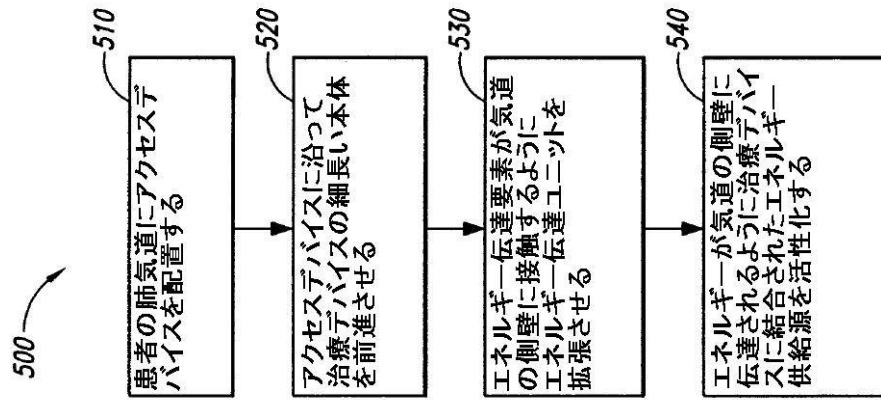 500
510
患者の肺気道にアクセスデ
バイスを配置する
520
アクセスデバイスに沿って
治療デバイスの細長い本体
を前進させる
530
エネルギー伝達要素が気道
の側壁に接触するように
エネルギー伝達ユニットを
拡張させる
540
エネルギーが気道の側壁に
伝達されるように治療デバイ
スに結合されたエネルギー
供給源を活性化する